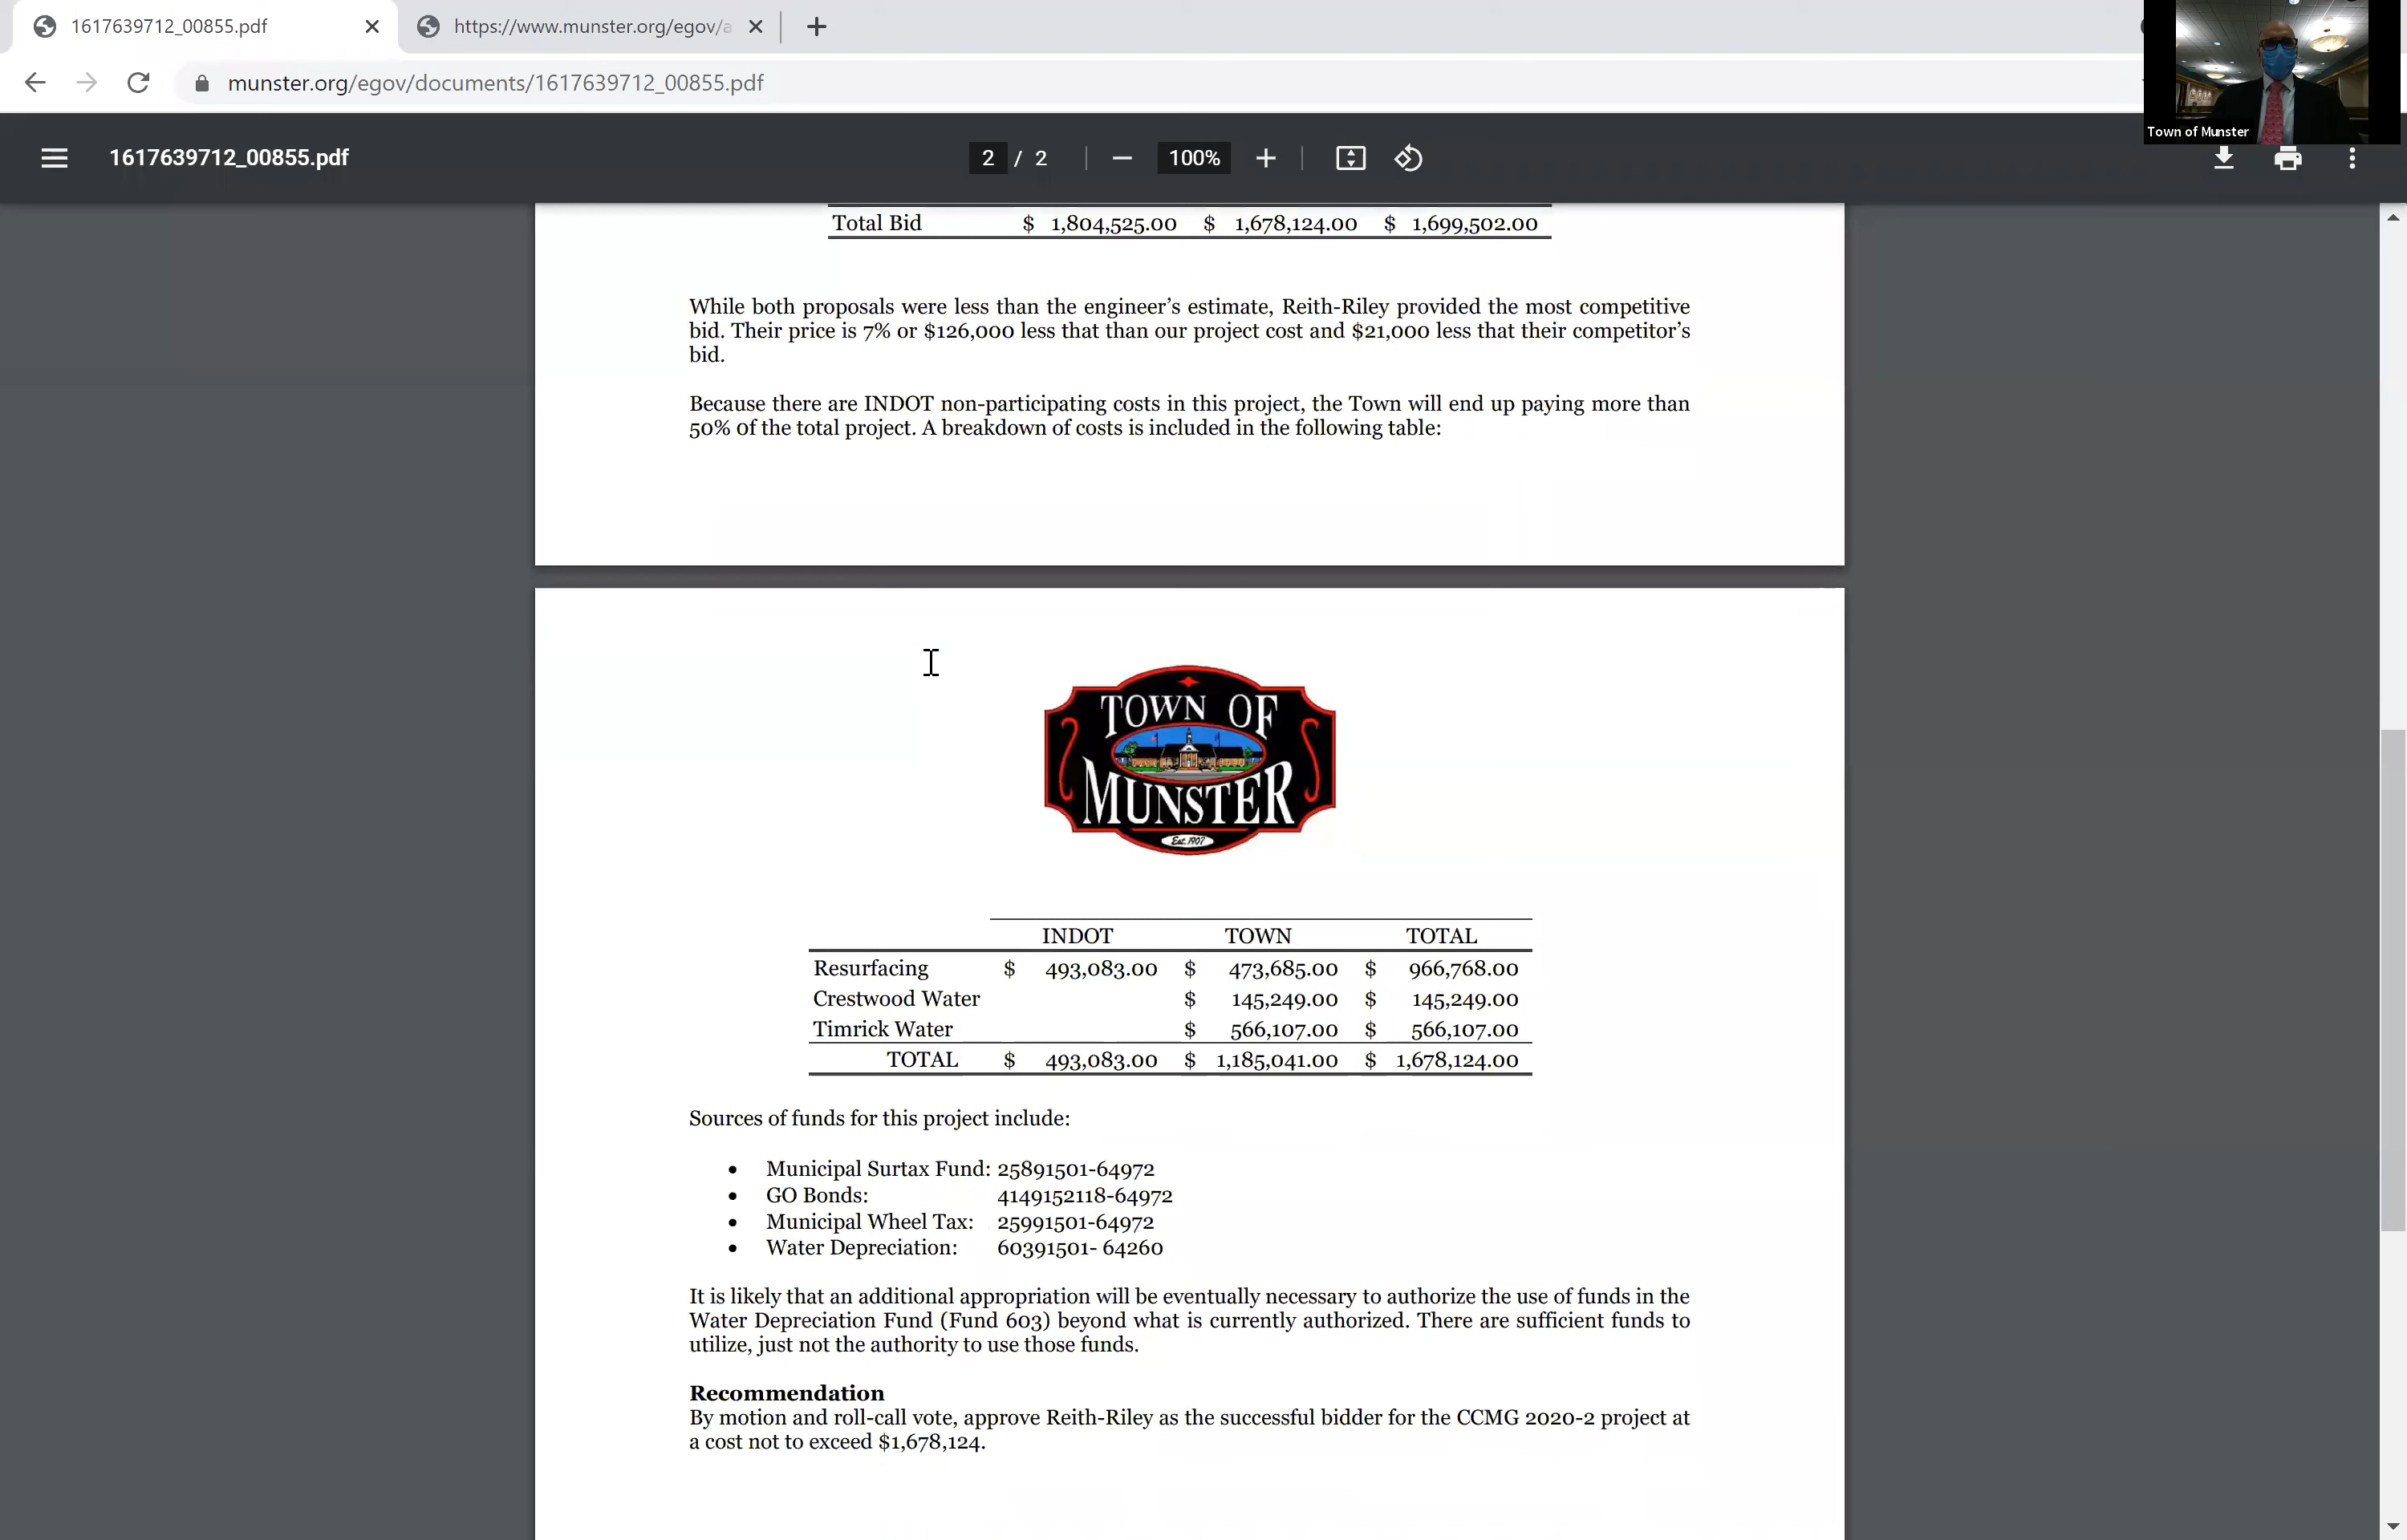 1617639712_00855.pdf
https://www.munster.org/egov/a
munster.org/egov/documents/1617639712_00855.pdf
Town of Munster
1617639712_00855.pdf
2 / 2
100%
Total Bid $ 1,804,525.00 $ 1,678,124.00 $ 1,699,502.00
While both proposals were less than the engineer’s estimate, Reith-Riley provided the most competitive
bid. Their price is 7% or $126,000 less that than our project cost and $21,000 less that their competitor’s
bid.
Because there are INDOT non-participating costs in this project, the Town will end up paying more than
50% of the total project. A breakdown of costs is included in the following table:
TOWN OF
MUNSTER
Est. 1907
INDOT TOWN TOTAL
Resurfacing $ 493,083.00 $ 473,685.00 $ 966,768.00
Crestwood Water $ 145,249.00 $ 145,249.00
Timrick Water $ 566,107.00 $ 566,107.00
TOTAL $ 493,083.00 $ 1,185,041.00 $ 1,678,124.00
Sources of funds for this project include:
• Municipal Surtax Fund: 25891501-64972
• GO Bonds: 4149152118-64972
• Municipal Wheel Tax: 25991501-64972
• Water Depreciation: 60391501- 64260
It is likely that an additional appropriation will be eventually necessary to authorize the use of funds in the
Water Depreciation Fund (Fund 603) beyond what is currently authorized. There are sufficient funds to
utilize, just not the authority to use those funds.
Recommendation
By motion and roll-call vote, approve Reith-Riley as the successful bidder for the CCMG 2020-2 project at
a cost not to exceed $1,678,124.